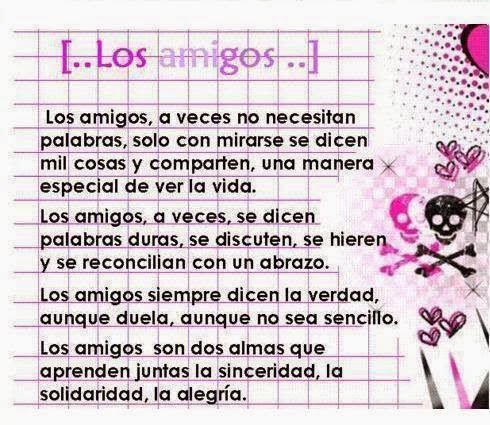 [..Los amigos ..]
Los amigos, a veces no necesitan
palabras, solo con mirarse se dicen
mil cosas y comparten, una manera
especial de ver la vida.
Los amigos, a veces, se dicen
palabras duras, se discuten, se hieren
y se reconcilian con un abrazo.
Los amigos siempre dicen la verdad,
aunque duela, aunque no sea sencillo.
Los amigos son dos almas que
aprenden juntas la sinceridad, la
solidaridad, la alegría.